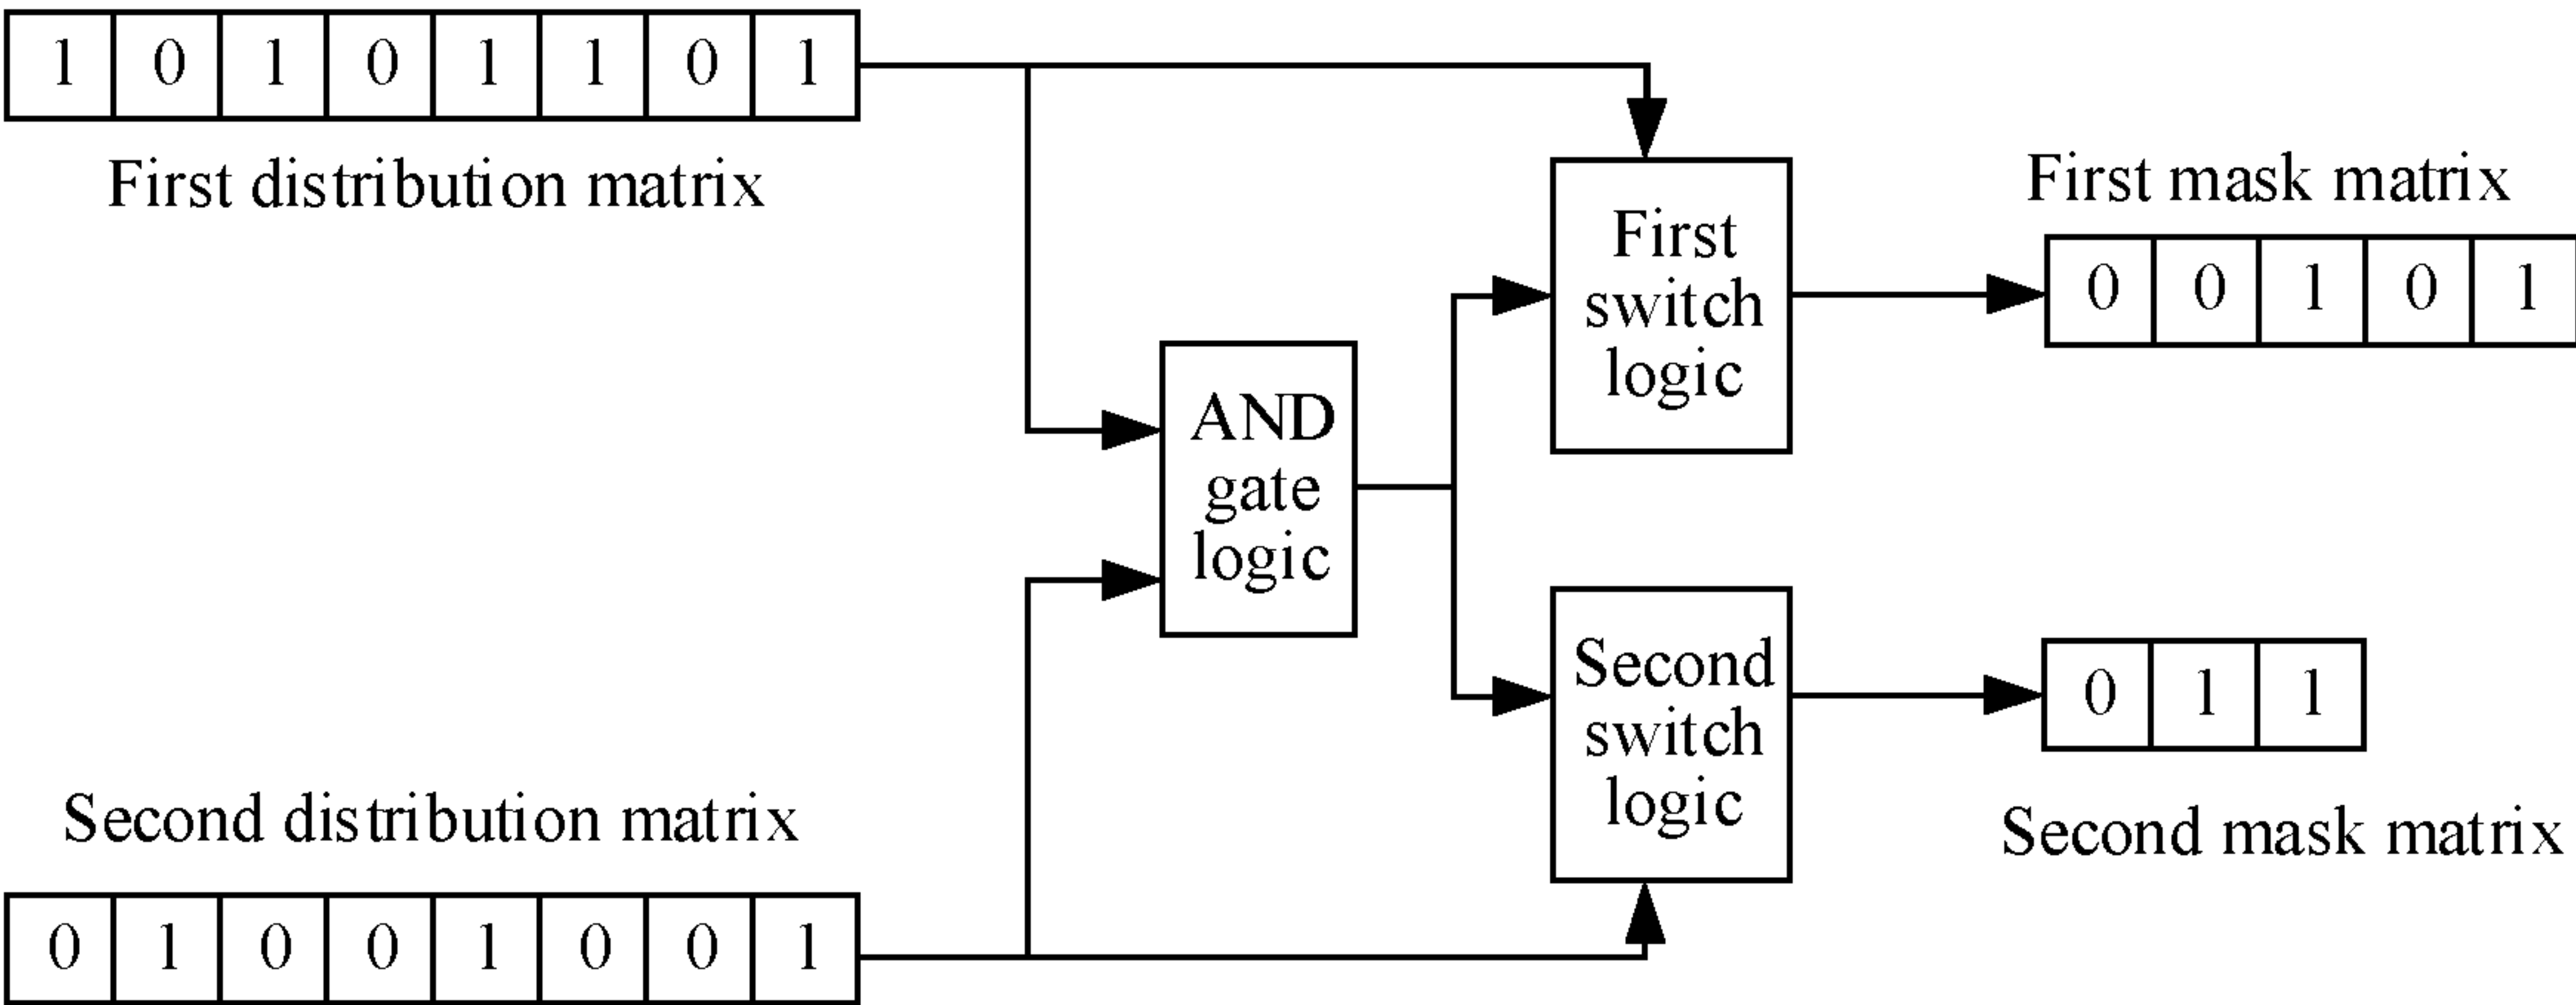 1 0 1 0 1 1 0 1
First distribution matrix
First
switch
logic
First mask matrix
0 0 1 0 1
AND
gate
logic
Second
switch
logic
0 1 1
Second mask matrix
Second distribution matrix
0 1 0 0 1 0 0 1